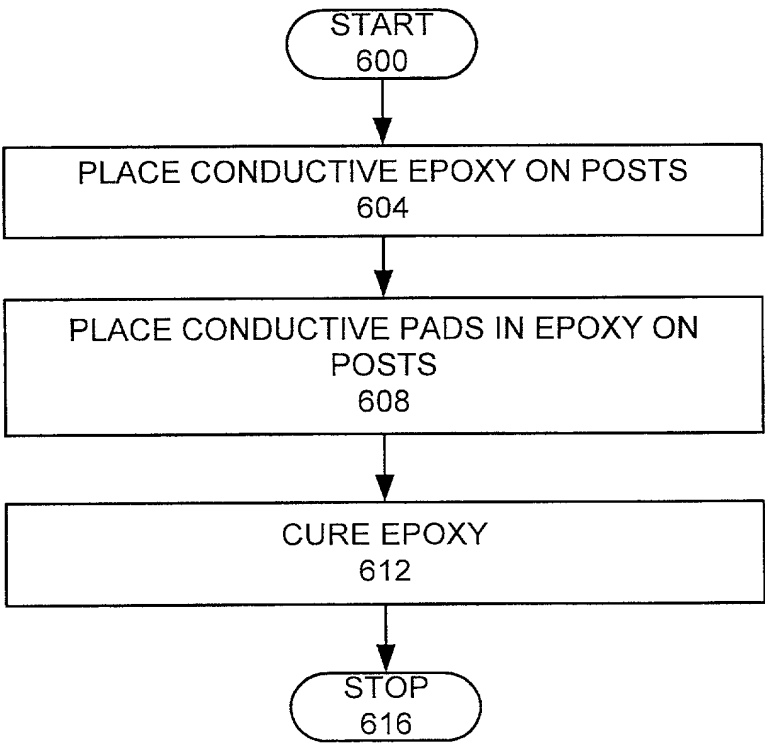 START
600
PLACE CONDUCTIVE EPOXY ON POSTS
604
PLACE CONDUCTIVE PADS IN EPOXY ON
POSTS
608
CURE EPOXY
612
STOP
616